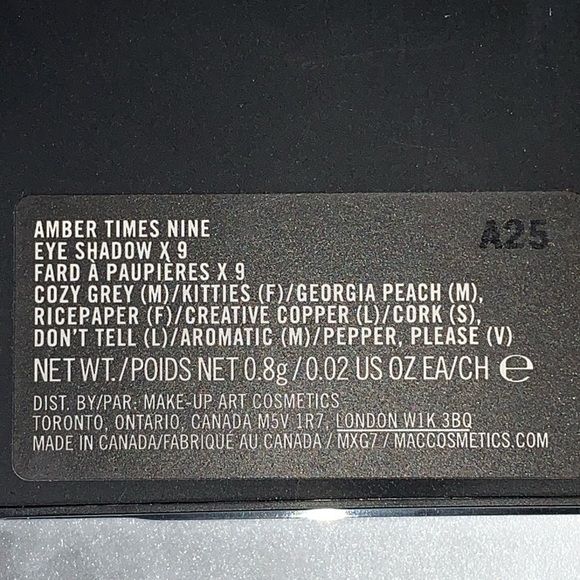 AMBER TIMES NINE
A25
EYE SHADOW X 9
FARD À PAUPIÈRES X 9
COZY GREY (M)/KITTIES (F)/GEORGIA PEACH (M),
RICEPAPER (F)/CREATIVE COPPER (L)/CORK (S),
DON'T TELL (L)/AROMATIC (M)/PEPPER, PLEASE (V)
NET WT./POIDS NET 0.8g/0.02 US OZ EA/CH ℮
DIST. BY/PAR: MAKE-UP ART COSMETICS
TORONTO, ONTARIO, CANADA M5V 1R7, LONDON W1K 3BQ
MADE IN CANADA/FABRIQUÉ AU CANADA / MXG7 / MACCOSMETICS.COM